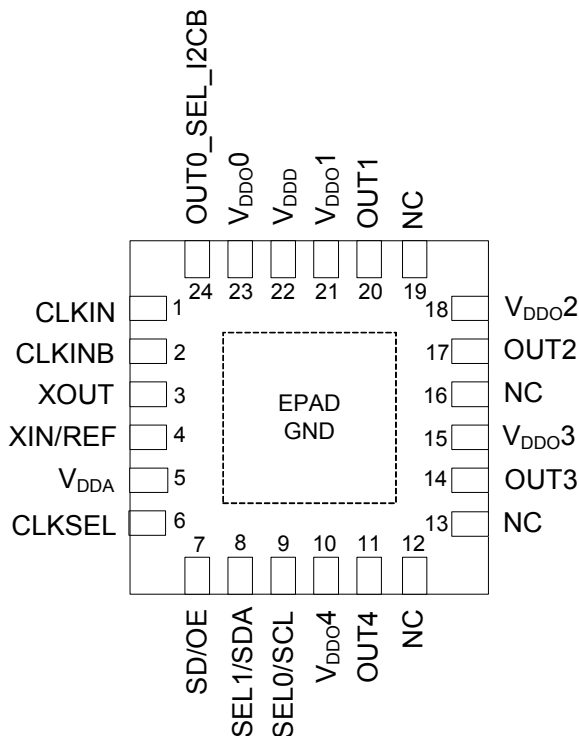 OUT0_SEL_I2CB
VDDO0
VDDD
VDDO1
OUT1
NC
24
23
22
21
20
19
CLKIN
1
CLKINB
2
XOUT
3
XIN/REF
4
VDDA
5
CLKSEL
6
EPAD
GND
18
VDDO2
17
OUT2
16
NC
15
VDDO3
14
OUT3
13
NC
7
8
9
10
11
12
SD/OE
SEL1/SDA
SEL0/SCL
VDDO4
OUT4
NC